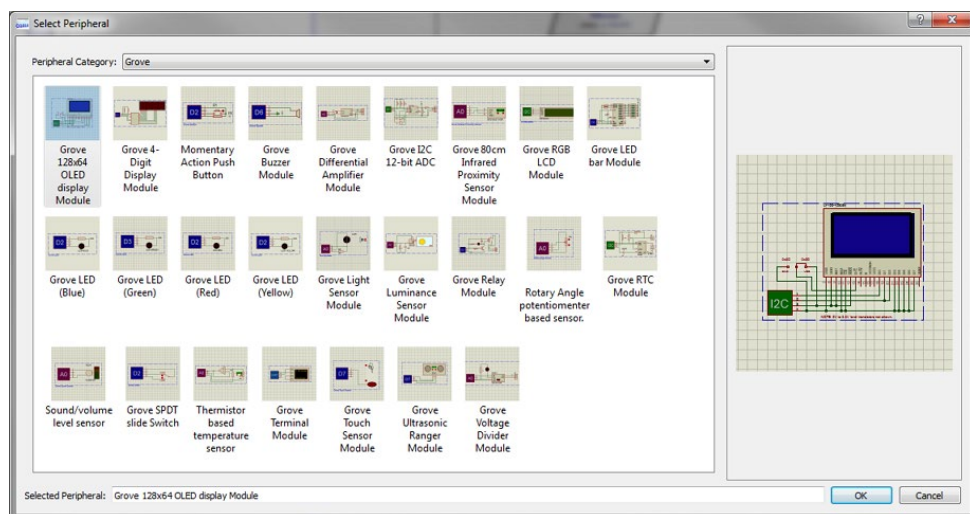 Select Peripheral
Peripheral Category: Grove
Grove 128x64 OLED display Module
Grove 4-Digit Display Module
Momentary Action Push Button
Grove Buzzer Module
Grove Differential Amplifier Module
Grove I2C 12-bit ADC
Grove 80cm Infrared Proximity Sensor Module
Grove RGB LCD Module
Grove LED bar Module
Grove LED (Blue)
Grove LED (Green)
Grove LED (Red)
Grove LED (Yellow)
Grove Light Sensor Module
Grove Luminance Sensor Module
Grove Relay Module
Rotary Angle potentiomenter based sensor.
Grove RTC Module
Sound/volume level sensor
Grove SPDT slide Switch
Thermistor based temperature sensor
Grove Terminal Module
Grove Touch Sensor Module
Grove Ultrasonic Ranger Module
Grove Voltage Divider Module
I2C
Selected Peripheral: Grove 128x64 OLED display Module
OK
Cancel